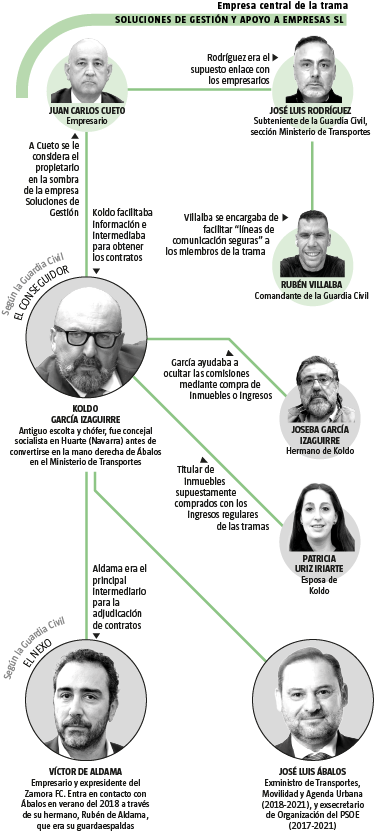 Empresa central de la trama
SOLUCIONES DE GESTIÓN Y APOYO A EMPRESAS SL
Rodríguez era el
supuesto enlace con
los empresarios
JUAN CARLOS CUETO
Empresario
JOSÉ LUIS RODRÍGUEZ
Subteniente de la Guardia Civil,
sección Ministerio de Transportes
A Cueto se le
considera el
propietario
en la sombra
de la empresa
Soluciones de
Gestión
Koldo facilitaba
información e
intermediaba
para obtener
los contratos
Villalba se encargaba de
facilitar “líneas de
comunicación seguras” a
los miembros de la trama
RUBÉN VILLALBA
Comandante de la Guardia Civil
Según la Guardia Civil
EL CONSEGUIDOR
García ayudaba a
ocultar las comisiones
mediante compra de
inmuebles o ingresos
KOLDO
GARCÍA IZAGUIRRE
Antiguo escolta y chófer, fue concejal
socialista en Huarte (Navarra) antes de
convertirse en la mano derecha de Ábalos
en el Ministerio de Transportes
JOSEBA GARCÍA
IZAGUIRRE
Hermano de Koldo
Titular de
inmuebles
supuestamente
comprados con los
ingresos regulares
de las tramas
PATRICIA
URIZ IRIARTE
Esposa de
Koldo
Aldama era el
principal
intermediario
para la
adjudicación
de contratos
Según la Guardia Civil
EL NEXO
VÍCTOR DE ALDAMA
Empresario y expresidente del
Zamora FC. Entra en contacto con
Ábalos en verano del 2018 a través
de su hermano, Rubén de Aldama,
que era su guardaespaldas
JOSÉ LUIS ÁBALOS
Exministro de Transportes,
Movilidad y Agenda Urbana
(2018-2021), y exsecretario
de Organización del PSOE
(2017-2021)